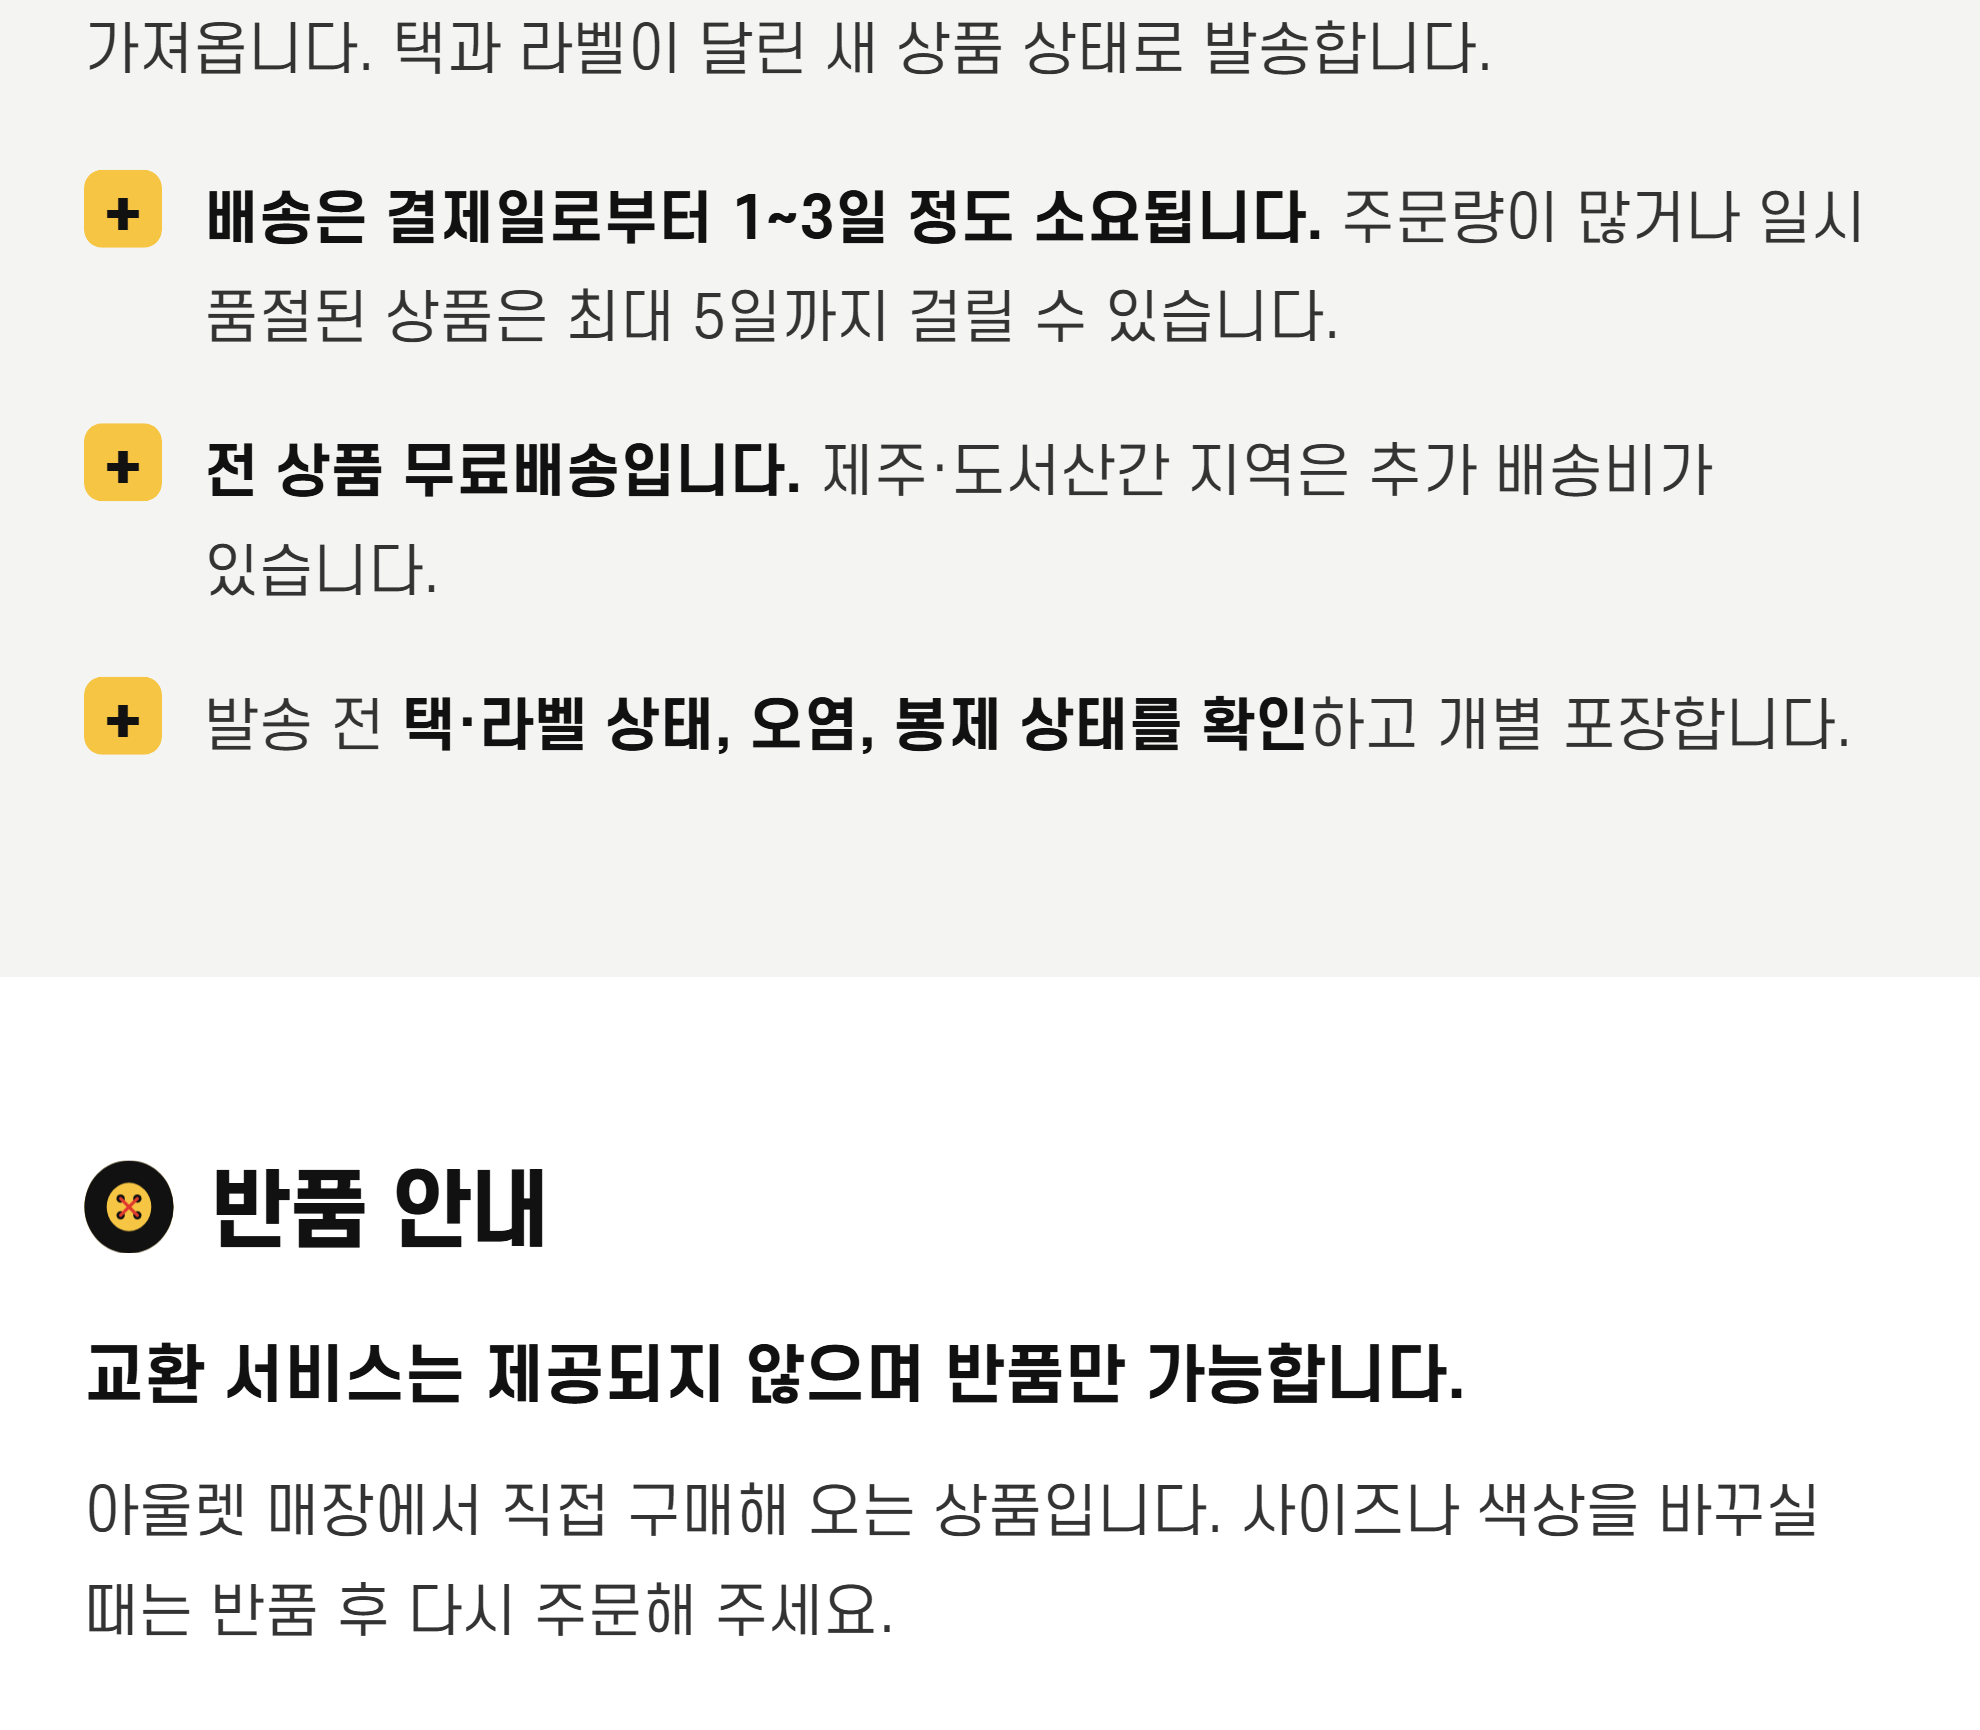 가져옵니다. 택과 라벨이 달린 새 상품 상태로 발송합니다.
배송은 결제일로부터 1~3일 정도 소요됩니다. 주문량이 많거나 일시
품절된 상품은 최대 5일까지 걸릴 수 있습니다.
전 상품 무료배송입니다. 제주·도서산간 지역은 추가 배송비가
있습니다.
발송 전 택·라벨 상태, 오염, 봉제 상태를 확인하고 개별 포장합니다.
반품 안내
교환 서비스는 제공되지 않으며 반품만 가능합니다.
아울렛 매장에서 직접 구매해 오는 상품입니다. 사이즈나 색상을 바꾸실
때는 반품 후 다시 주문해 주세요.